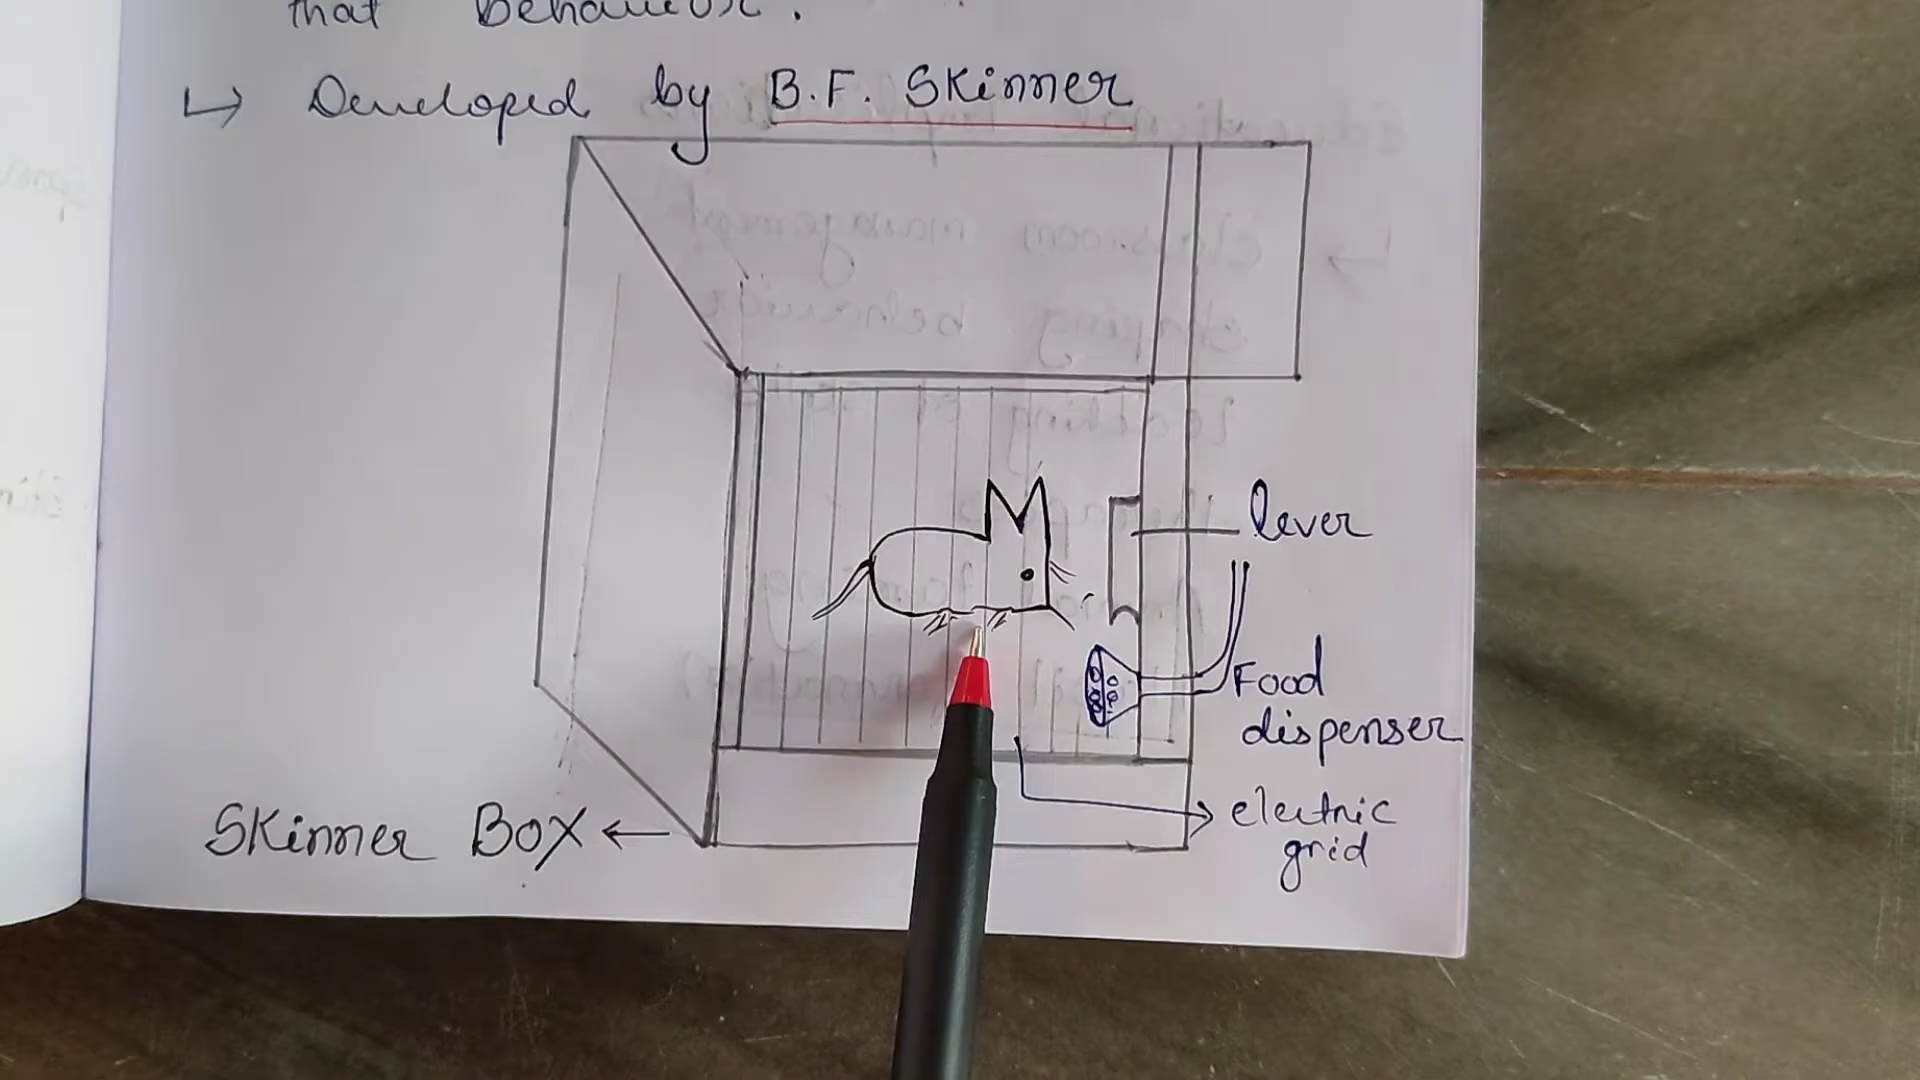 that behaviour.
↳ Developed by B.F. Skinner
lever
Food
dispenser
electric
grid
Skinner Box